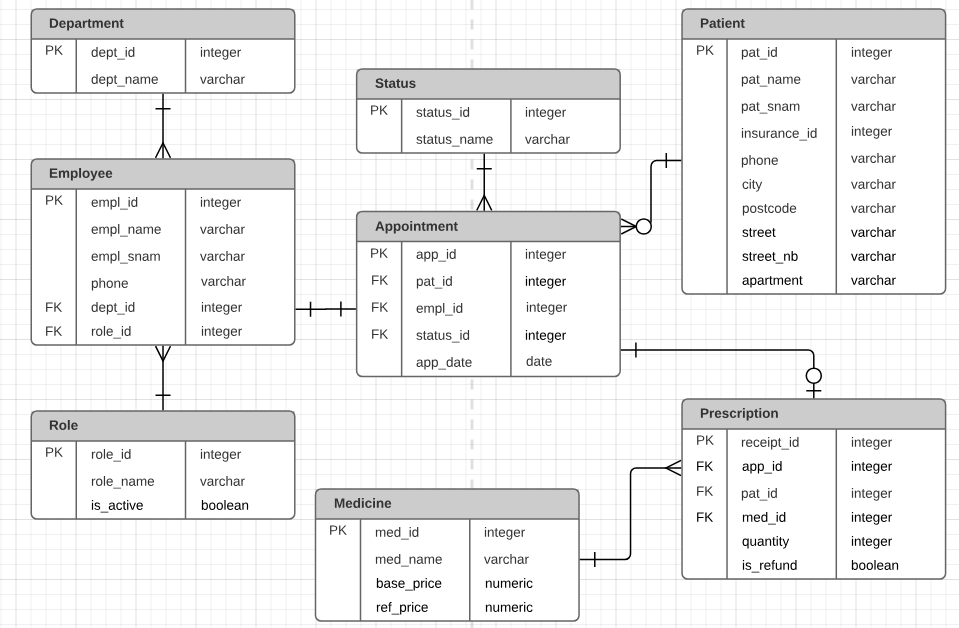 Department
PK dept_id integer
dept_name varchar
Employee
PK empl_id integer
empl_name varchar
empl_snam varchar
phone varchar
FK dept_id integer
FK role_id integer
Role
PK role_id integer
role_name varchar
is_active boolean
Status
PK status_id integer
status_name varchar
Appointment
PK app_id integer
FK pat_id integer
FK empl_id integer
FK status_id integer
app_date date
Medicine
PK med_id integer
med_name varchar
base_price numeric
ref_price numeric
Patient
PK pat_id integer
pat_name varchar
pat_snam varchar
insurance_id integer
phone varchar
city varchar
postcode varchar
street varchar
street_nb varchar
apartment varchar
Prescription
PK receipt_id integer
FK app_id integer
FK pat_id integer
FK med_id integer
quantity integer
is_refund boolean